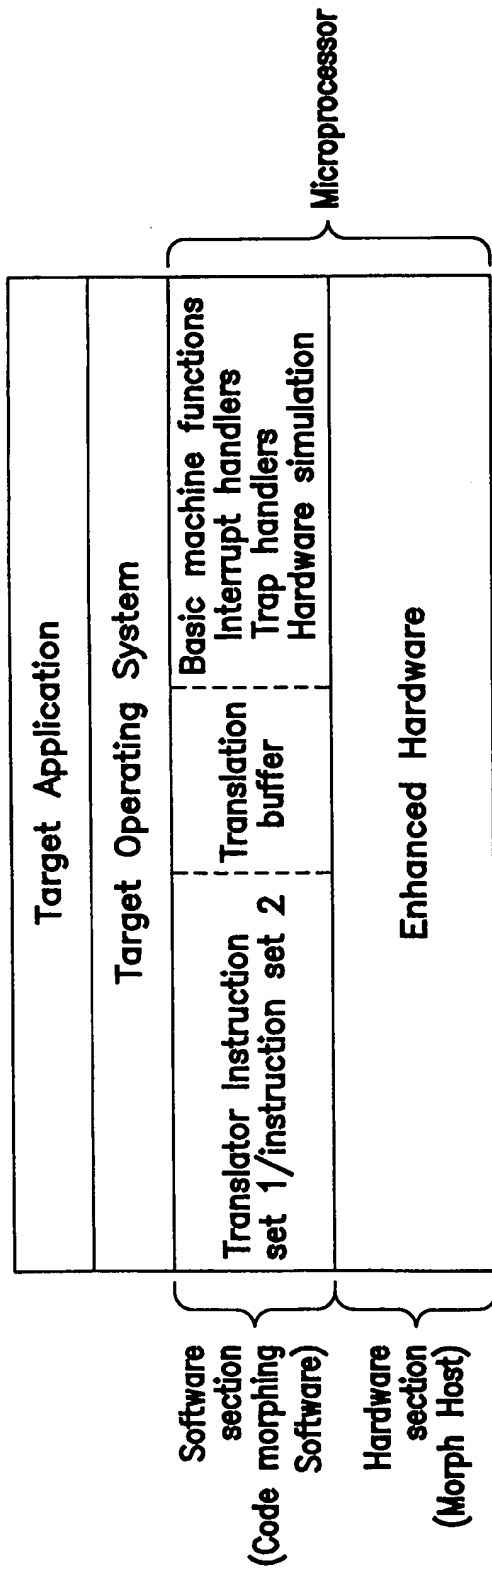 Target Application
Target Operating System
Software
section
(Code morphing
Software)
Translator Instruction
set 1/instruction set 2
Translation
buffer
Basic machine functions
Interrupt handlers
Trap handlers
Hardware simulation
Hardware
section
(Morph Host)
Enhanced Hardware
Microprocessor